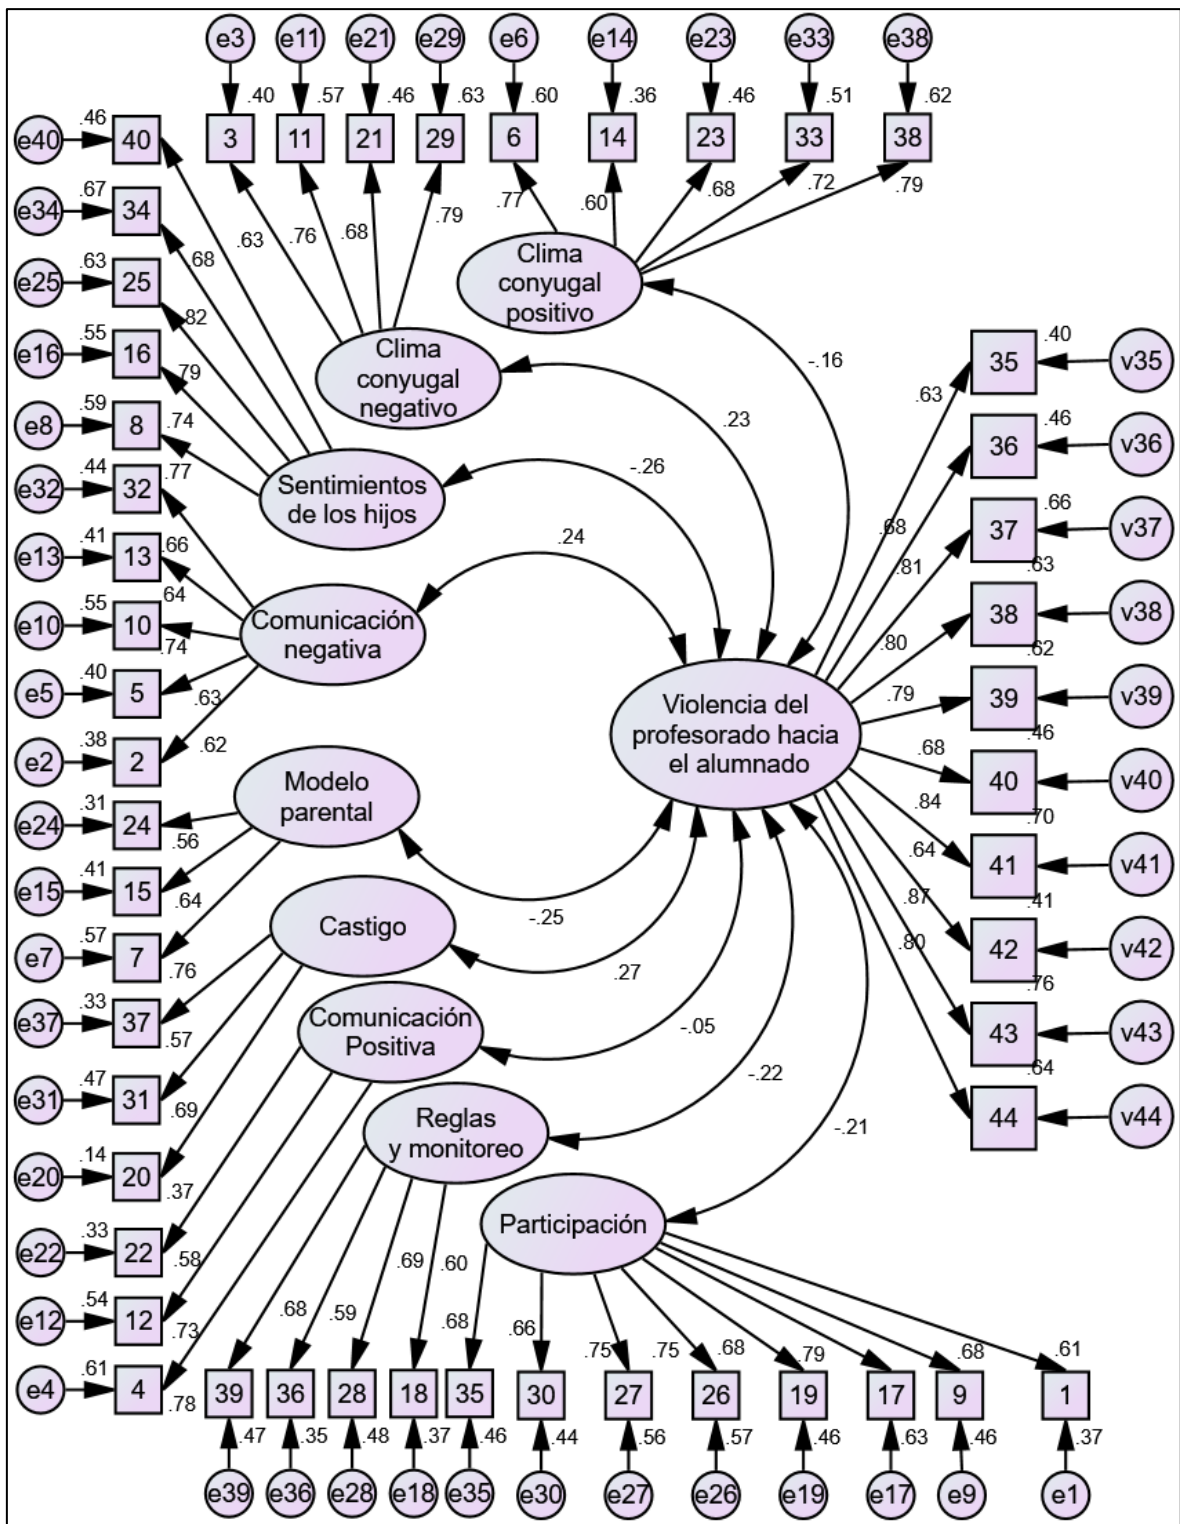 e3 e11 e21 e29 e6 e14 e23 e33 e38
.40 .57 .46 .63 .60 .36 .46 .51 .62
3 11 21 29 6 14 23 33 38
.63 .76 .68 .79 .77 .60 .68 .72 .79
e40 .46 40
e34 .67 34 .68
e25 .63 25 .82
e16 .55 16 .79
e8 .59 8 .74
e32 .44 32 .77
e13 .41 13 .66
e10 .55 10 .64
e5 .40 5 .74
.63
e2 .38 2 .62
e24 .31 24 .56
e15 .41 15 .64
e7 .57 7 .76
e37 .33 37 .57
e31 .47 31 .69
e20 .14 20 .37
e22 .33 22 .58
e12 .54 12 .73
e4 .61 4 .78
Clima
conyugal
positivo
Clima
conyugal
negativo
Sentimientos
de los hijos
Comunicación
negativa
Modelo
parental
Castigo
Comunicación
Positiva
Reglas
y monitoreo
Participación
-.16
.23
-.26
.24
-.25
.27
-.05
-.22
-.21
Violencia del
profesorado hacia
el alumnado
.63 35 .40 v35
.68 36 .46 v36
.81 37 .66 v37
.80 38 .63 v38
.79 39 .62 v39
.68 40 .46 v40
.84 41 .70 v41
.64 42 .41 v42
.87 43 .76 v43
.80 44 .64 v44
.68 .59 .69 .60 .68 .66 .75 .75 .68 .79 .68 .61
39 36 28 18 35 30 27 26 19 17 9 1
.47 .35 .48 .37 .46 .44 .56 .57 .46 .63 .46 .37
e39 e36 e28 e18 e35 e30 e27 e26 e19 e17 e9 e1